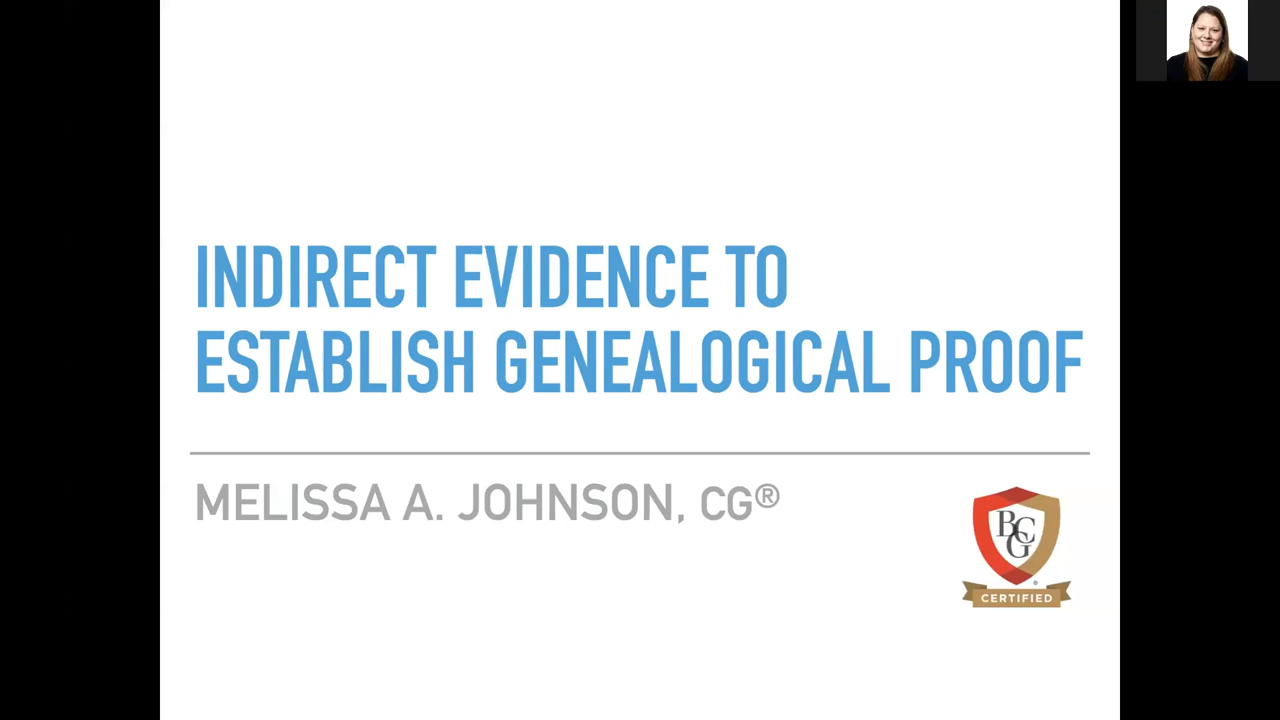 INDIRECT EVIDENCE TO
ESTABLISH GENEALOGICAL PROOF
MELISSA A. JOHNSON, CG®
BCG
®
CERTIFIED